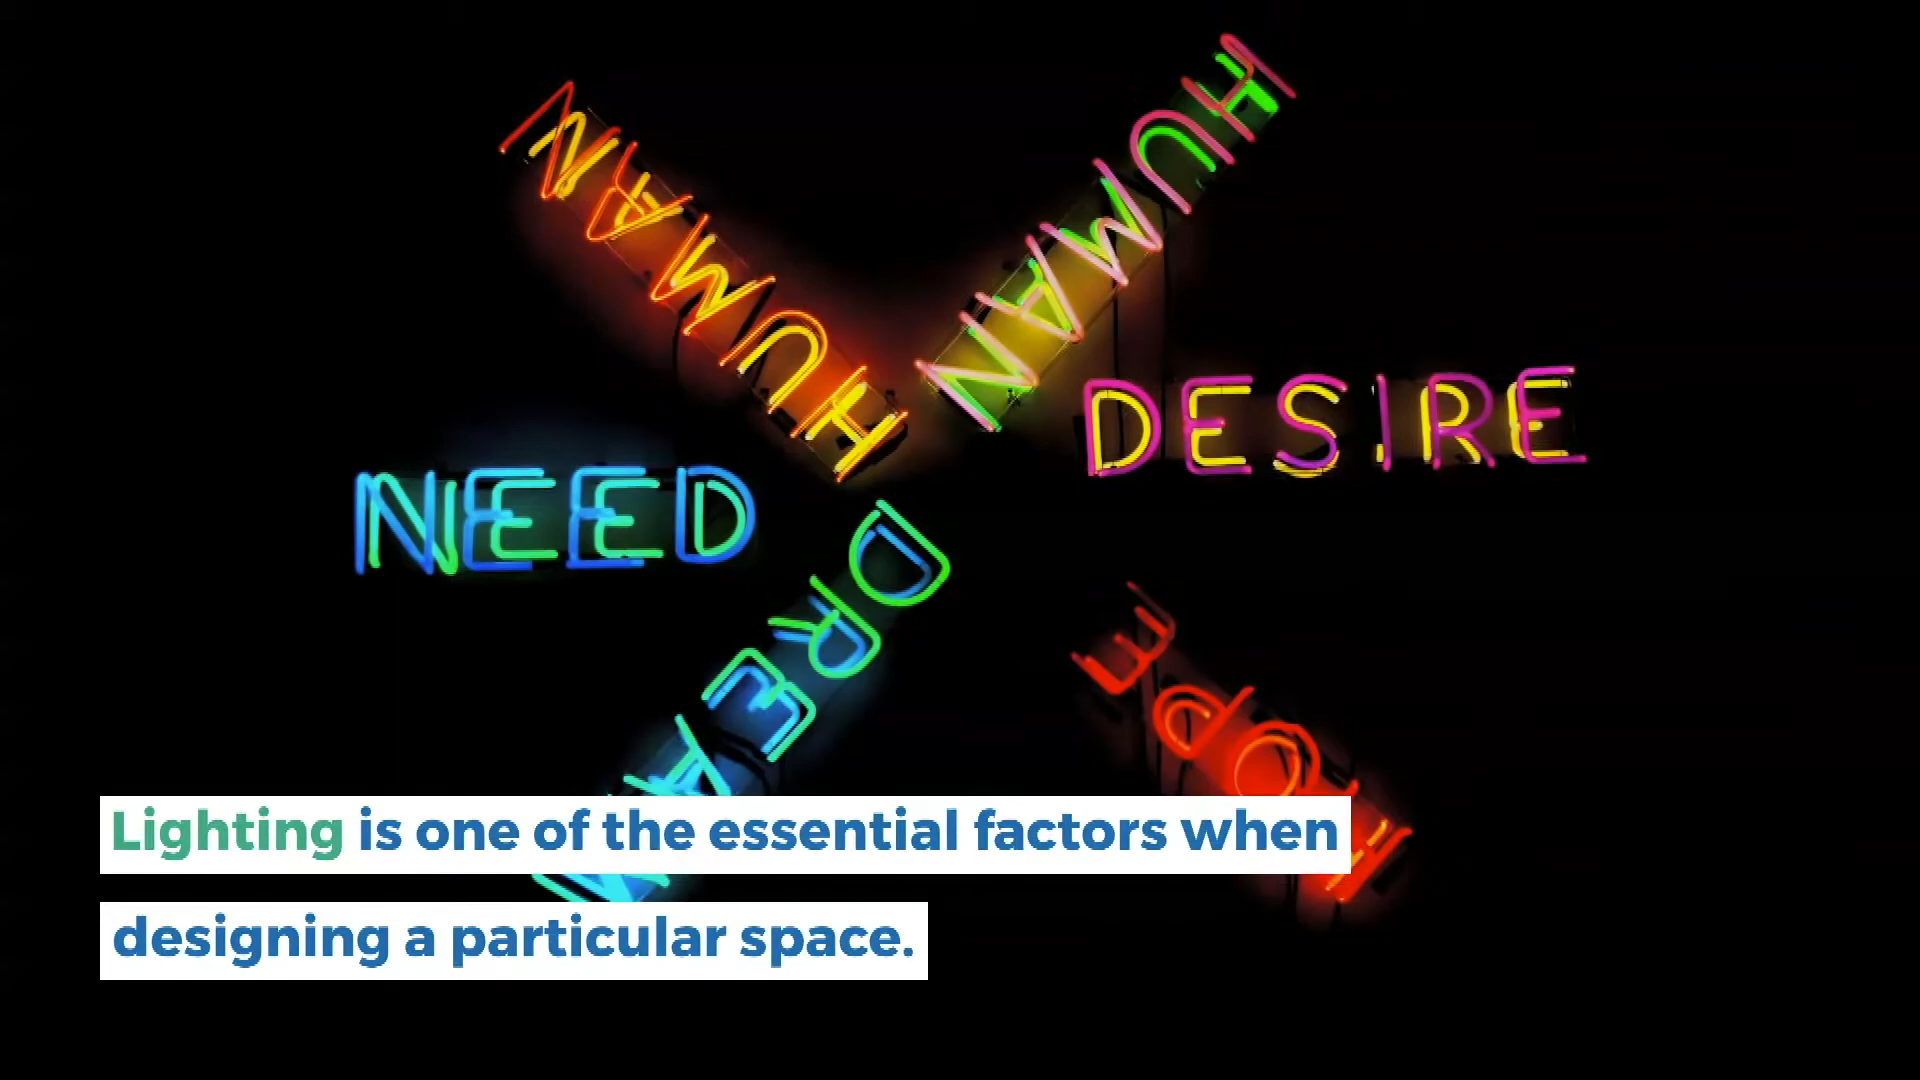 HUMAN
HUMAN
DESIRE
NEED
DREAM
HOPE
Lighting is one of the essential factors when
designing a particular space.